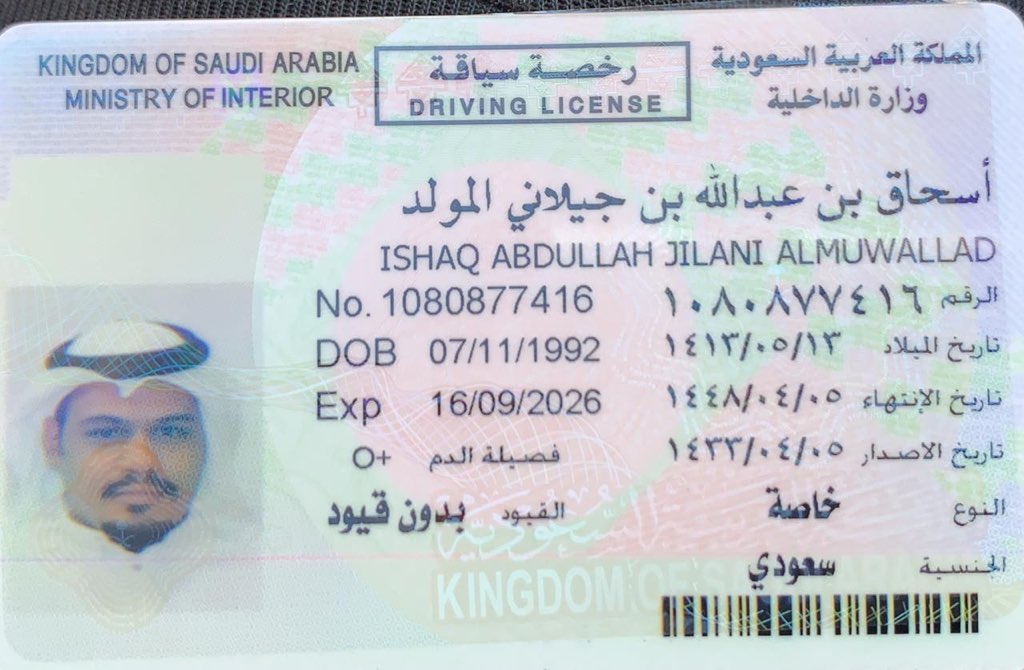 KINGDOM OF SAUDI ARABIA
MINISTRY OF INTERIOR
رخصة سياقة
DRIVING LICENSE
المملكة العربية السعودية
وزارة الداخلية
أسحاق بن عبدالله بن جيلاني المولد
ISHAQ ABDULLAH JILANI ALMUWALLAD
No. 1080877416
الرقم ١٠٨٠٨٧٧٤١٦
DOB 07/11/1992
تاريخ الميلاد ١٤١٣/٠٥/١٣
Exp 16/09/2026
تاريخ الإنتهاء ١٤٤٨/٠٤/٠٥
فصيلة الدم O+
تاريخ الاصدار ١٤٣٣/٠٤/٠٥
النوع خاصة
القيود بدون قيود
الجنسية سعودي
KINGDOM OF SAUDI ARABIA